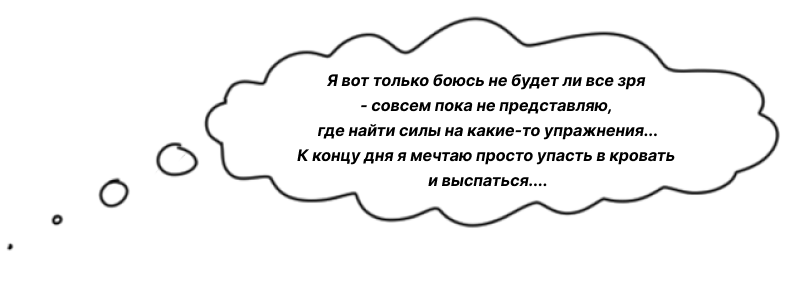 Я вот только боюсь не будет ли все зря
- совсем пока не представляю,
где найти силы на какие-то упражнения...
К концу дня я мечтаю просто упасть в кровать
и выспаться....